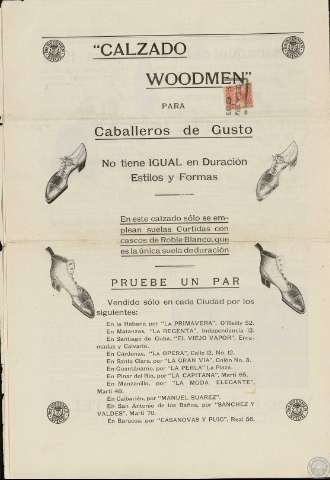 "CALZADO
WOODMEN"
PARA
Caballeros de Gusto
No tiene IGUAL en Duración
Estilos y Formas
En este calzado sólo se em-
plean suelas Curtidas con
cascos de Roble Blanco, que
es la única suela de duración
PRUEBE UN PAR
Vendido sólo en cada Ciudad por los
siguientes:
En la Habana por "LA PRIMAVERA", O'Reilly 52.
En Matanzas, "LA REGENTA", Independencia 13.
En Santiago de Cuba, "EL VIEJO VAPOR", Enra-
madas y Calvario.
En Cárdenas, "LA OPERA", Calle 12, No. 12.
En Santa Clara, por "LA GRAN VIA", Colón No. 3.
En Guantánamo, por "LA PERLA" La Plaza.
En Pinar del Río, por "LA CAPITANA", Martí 65.
En Manzanillo, por "LA MODA ELEGANTE",
Martí 46.
En Caibarién, por "MANUEL SUAREZ".
En San Antonio de los Baños, por "SANCHEZ Y
VALDES", Martí 70.
En Baracoa, por "CASANOVAS Y PUIG", Real 56.